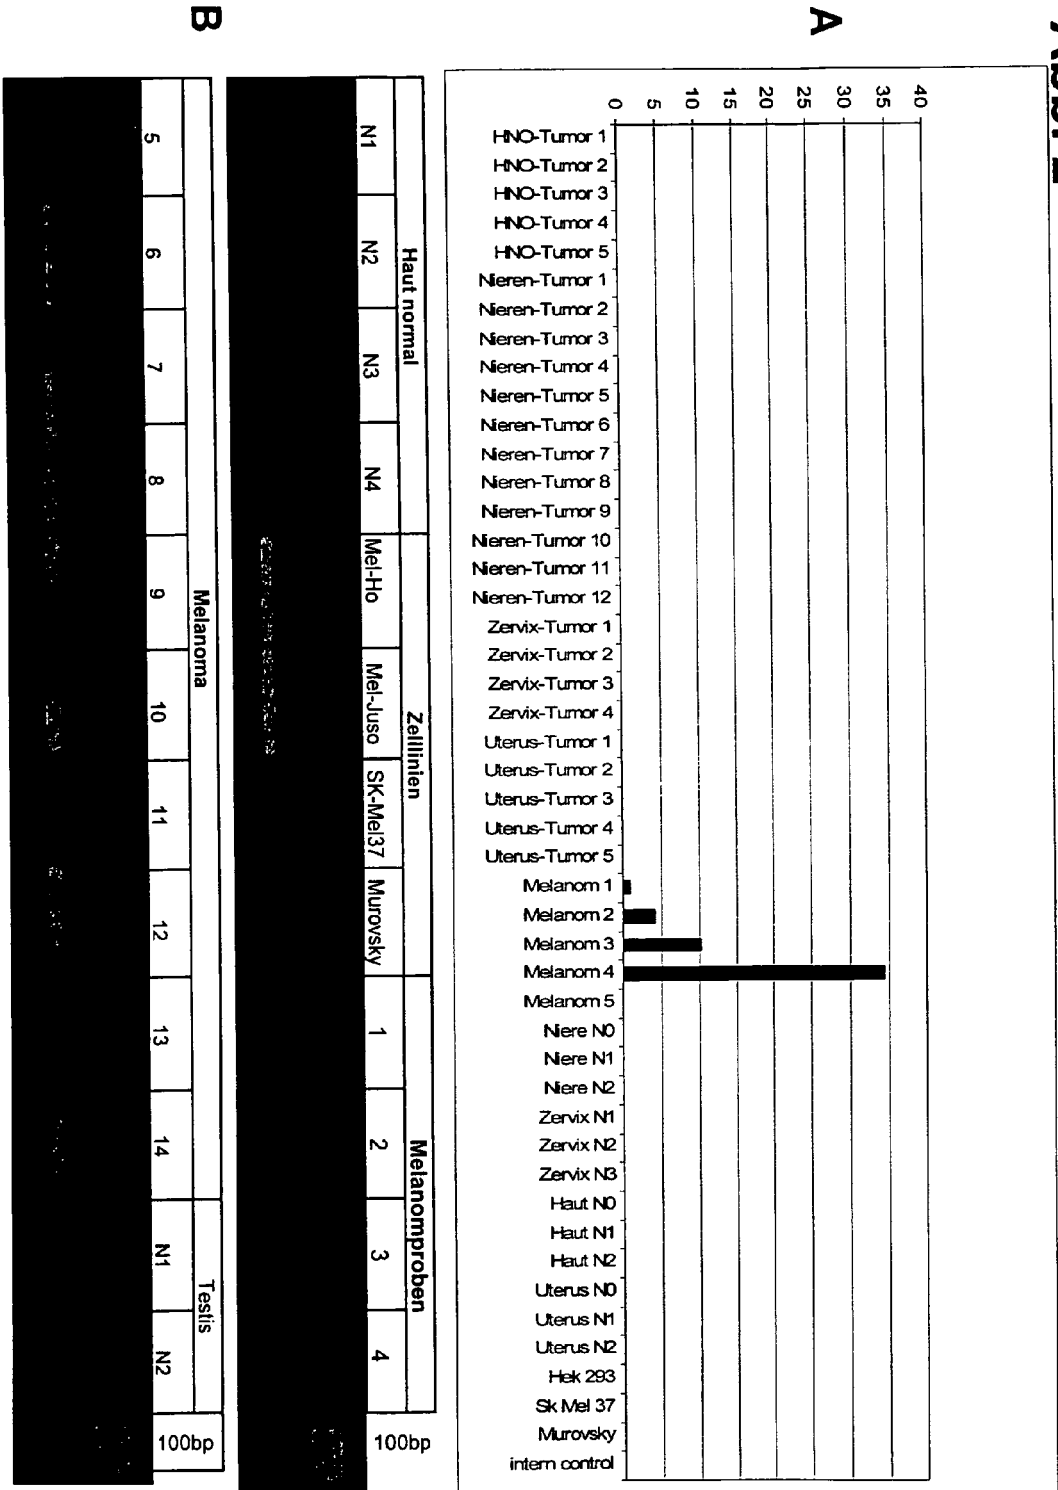 A
40
35
30
25
20
15
10
5
0
HNO-Tumor 1
HNO-Tumor 2
HNO-Tumor 3
HNO-Tumor 4
HNO-Tumor 5
Nieren-Tumor 1
Nieren-Tumor 2
Nieren-Tumor 3
Nieren-Tumor 4
Nieren-Tumor 5
Nieren-Tumor 6
Nieren-Tumor 7
Nieren-Tumor 8
Nieren-Tumor 9
Nieren-Tumor 10
Nieren-Tumor 11
Nieren-Tumor 12
Zervix-Tumor 1
Zervix-Tumor 2
Zervix-Tumor 3
Zervix-Tumor 4
Uterus-Tumor 1
Uterus-Tumor 2
Uterus-Tumor 3
Uterus-Tumor 4
Uterus-Tumor 5
Melanom 1
Melanom 2
Melanom 3
Melanom 4
Melanom 5
Niere N0
Niere N1
Niere N2
Zervix N1
Zervix N2
Zervix N3
Haut N0
Haut N1
Haut N2
Uterus N0
Uterus N1
Uterus N2
Hek 293
Sk Mel 37
Murovsky
intern control
B
Haut normal Zelllinien Melanomproben
N1 N2 N3 N4 Mel-Ho Mel-Juso SK-Mel37 Murovsky 1 2 3 4 100bp
Melanoma Testis
5 6 7 8 9 10 11 12 13 14 N1 N2 100bp